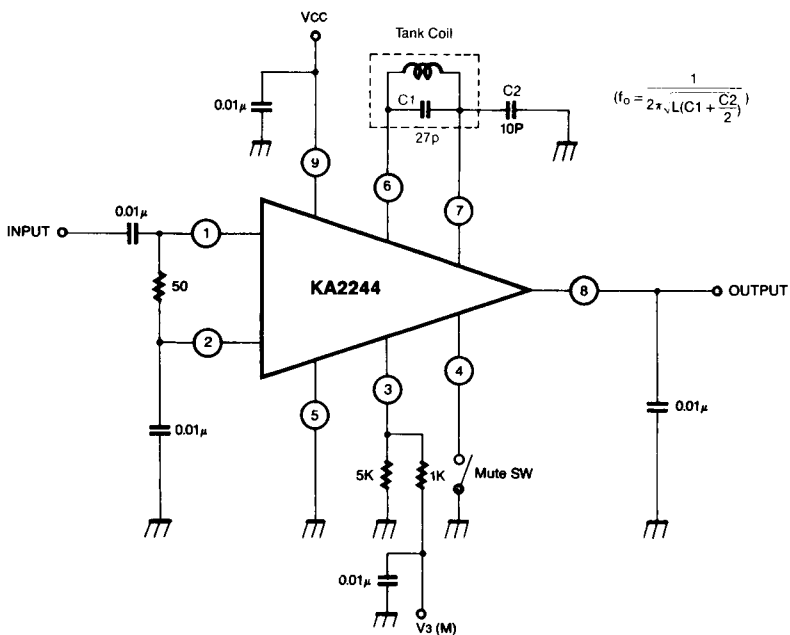 VCC
Tank Coil
0.01μ
C1
27p
C2
10P
(fo = 1 / 2π√L(C1 + C2/2) )
9
6
7
0.01μ
INPUT
1
50
2
0.01μ
KA2244
8
OUTPUT
0.01μ
5
3
4
5K
1K
Mute SW
0.01μ
V3 (M)